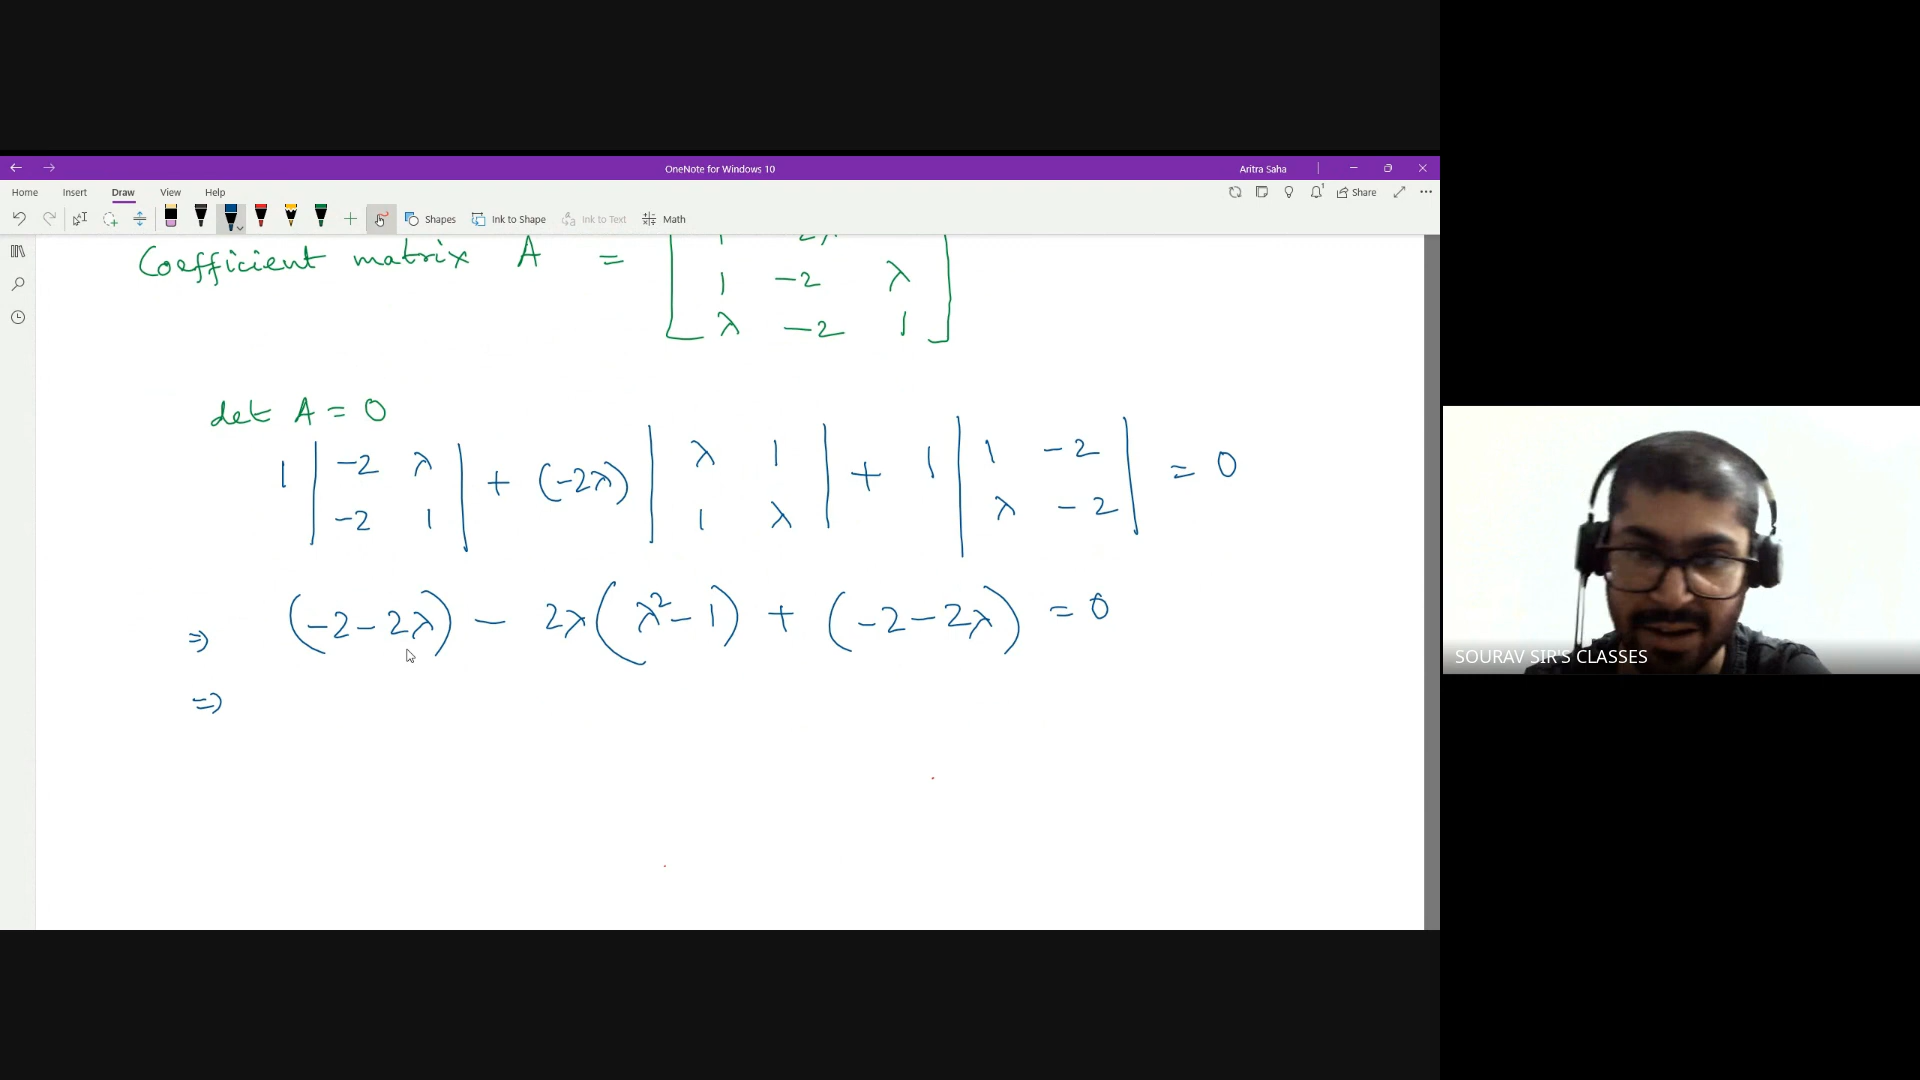 OneNote for Windows 10
Aritra Saha
Home Insert Draw View Help
Share
Shapes Ink to Shape Ink to Text Math
Coefficient matrix A =
1 -2 λ
λ -2 1
det A = 0
1 | -2 λ | + (-2λ) | λ 1 | + 1 | 1 -2 | = 0
| -2 1 | | 1 λ | | λ -2 |
⇒ (-2-2λ) - 2λ(λ²-1) + (-2-2λ) = 0
⇒
SOURAV SIR'S CLASSES